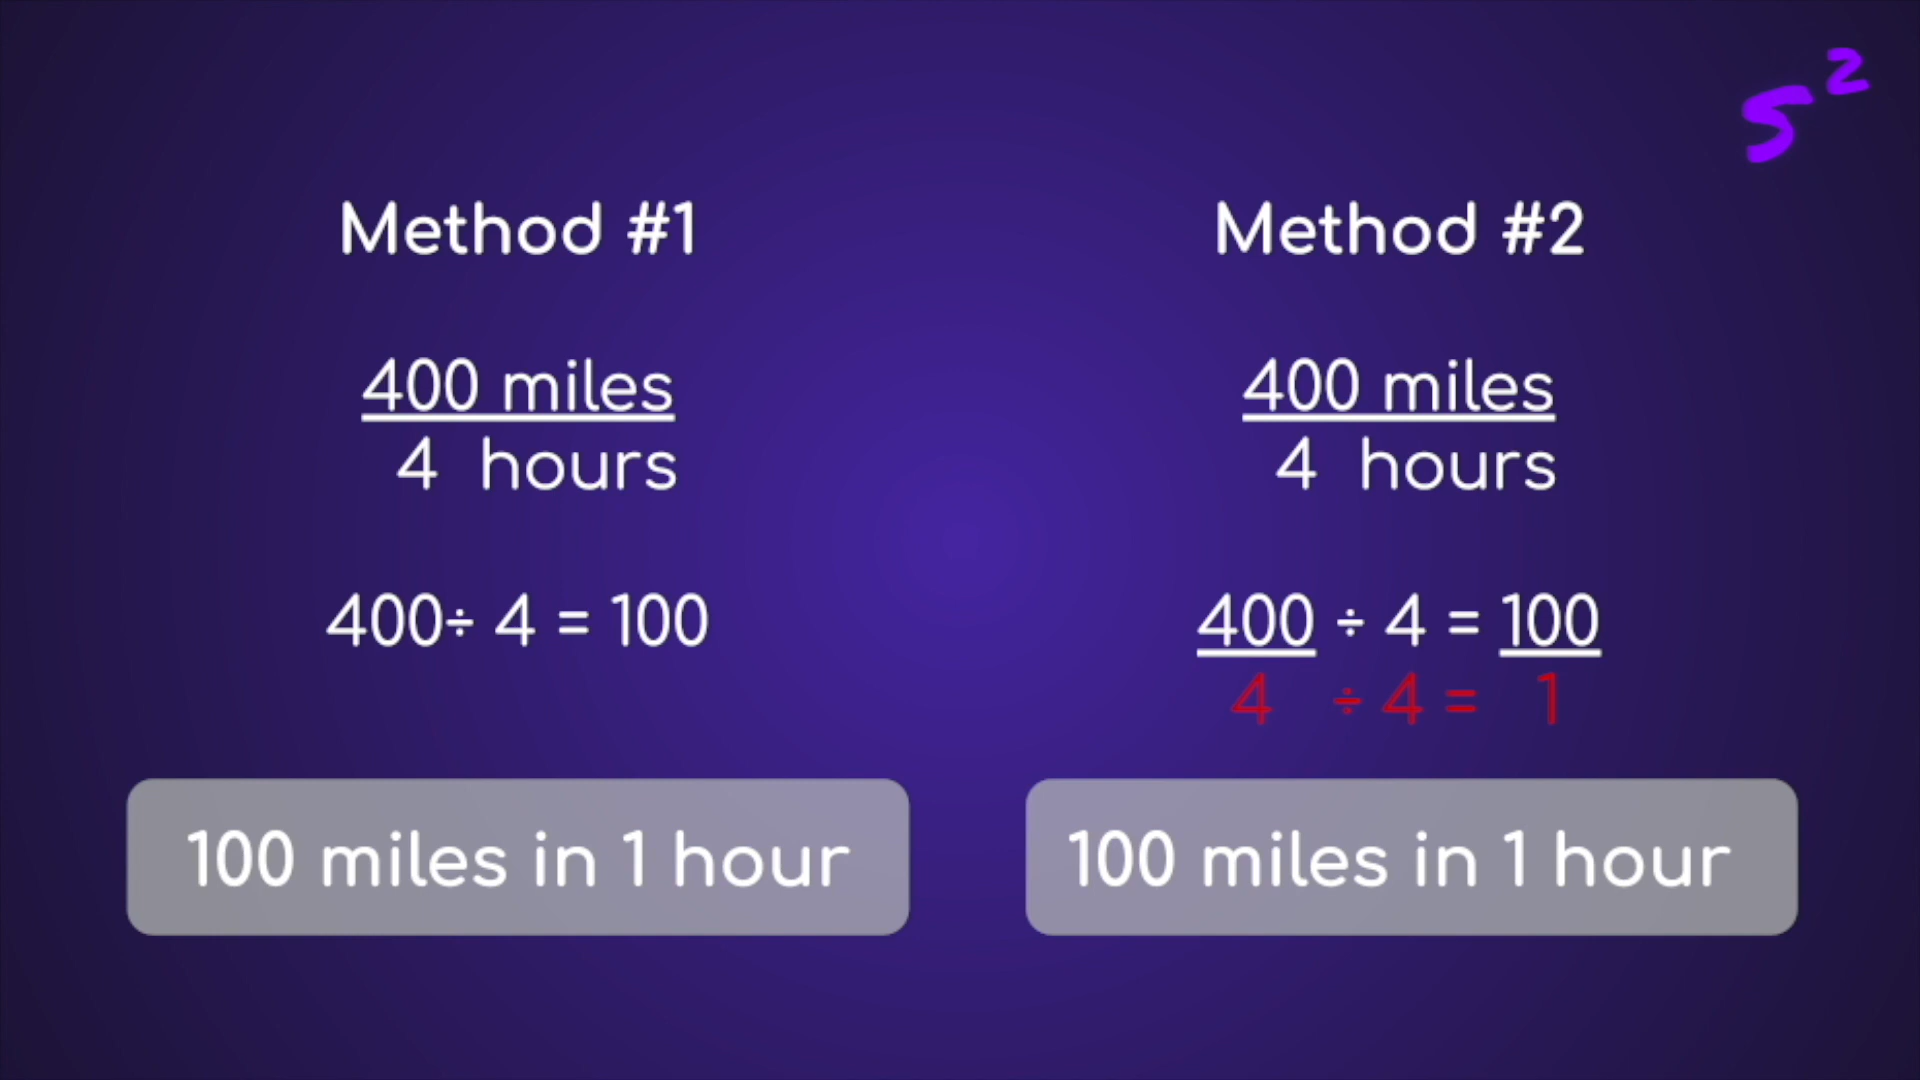 S²
Method #1
400 miles
4 hours
400÷ 4 = 100
100 miles in 1 hour
Method #2
400 miles
4 hours
400 ÷ 4 = 100
4 ÷ 4 = 1
100 miles in 1 hour